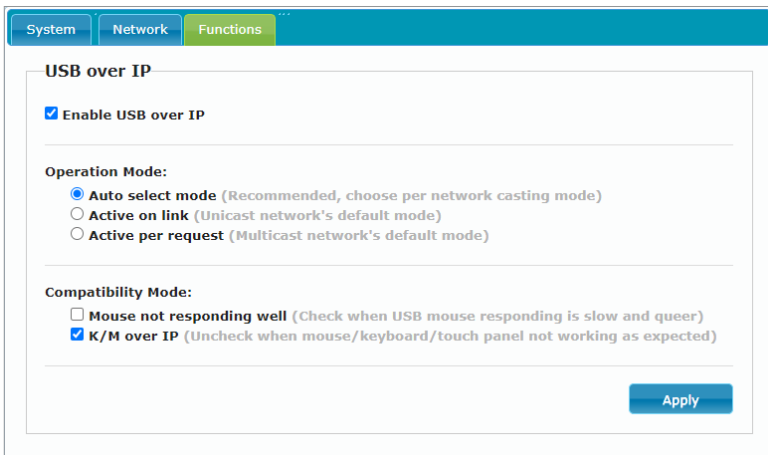 System Network Functions
USB over IP
Enable USB over IP
Operation Mode:
Auto select mode (Recommended, choose per network casting mode)
Active on link (Unicast network's default mode)
Active per request (Multicast network's default mode)
Compatibility Mode:
Mouse not responding well (Check when USB mouse responding is slow and queer)
K/M over IP (Uncheck when mouse/keyboard/touch panel not working as expected)
Apply